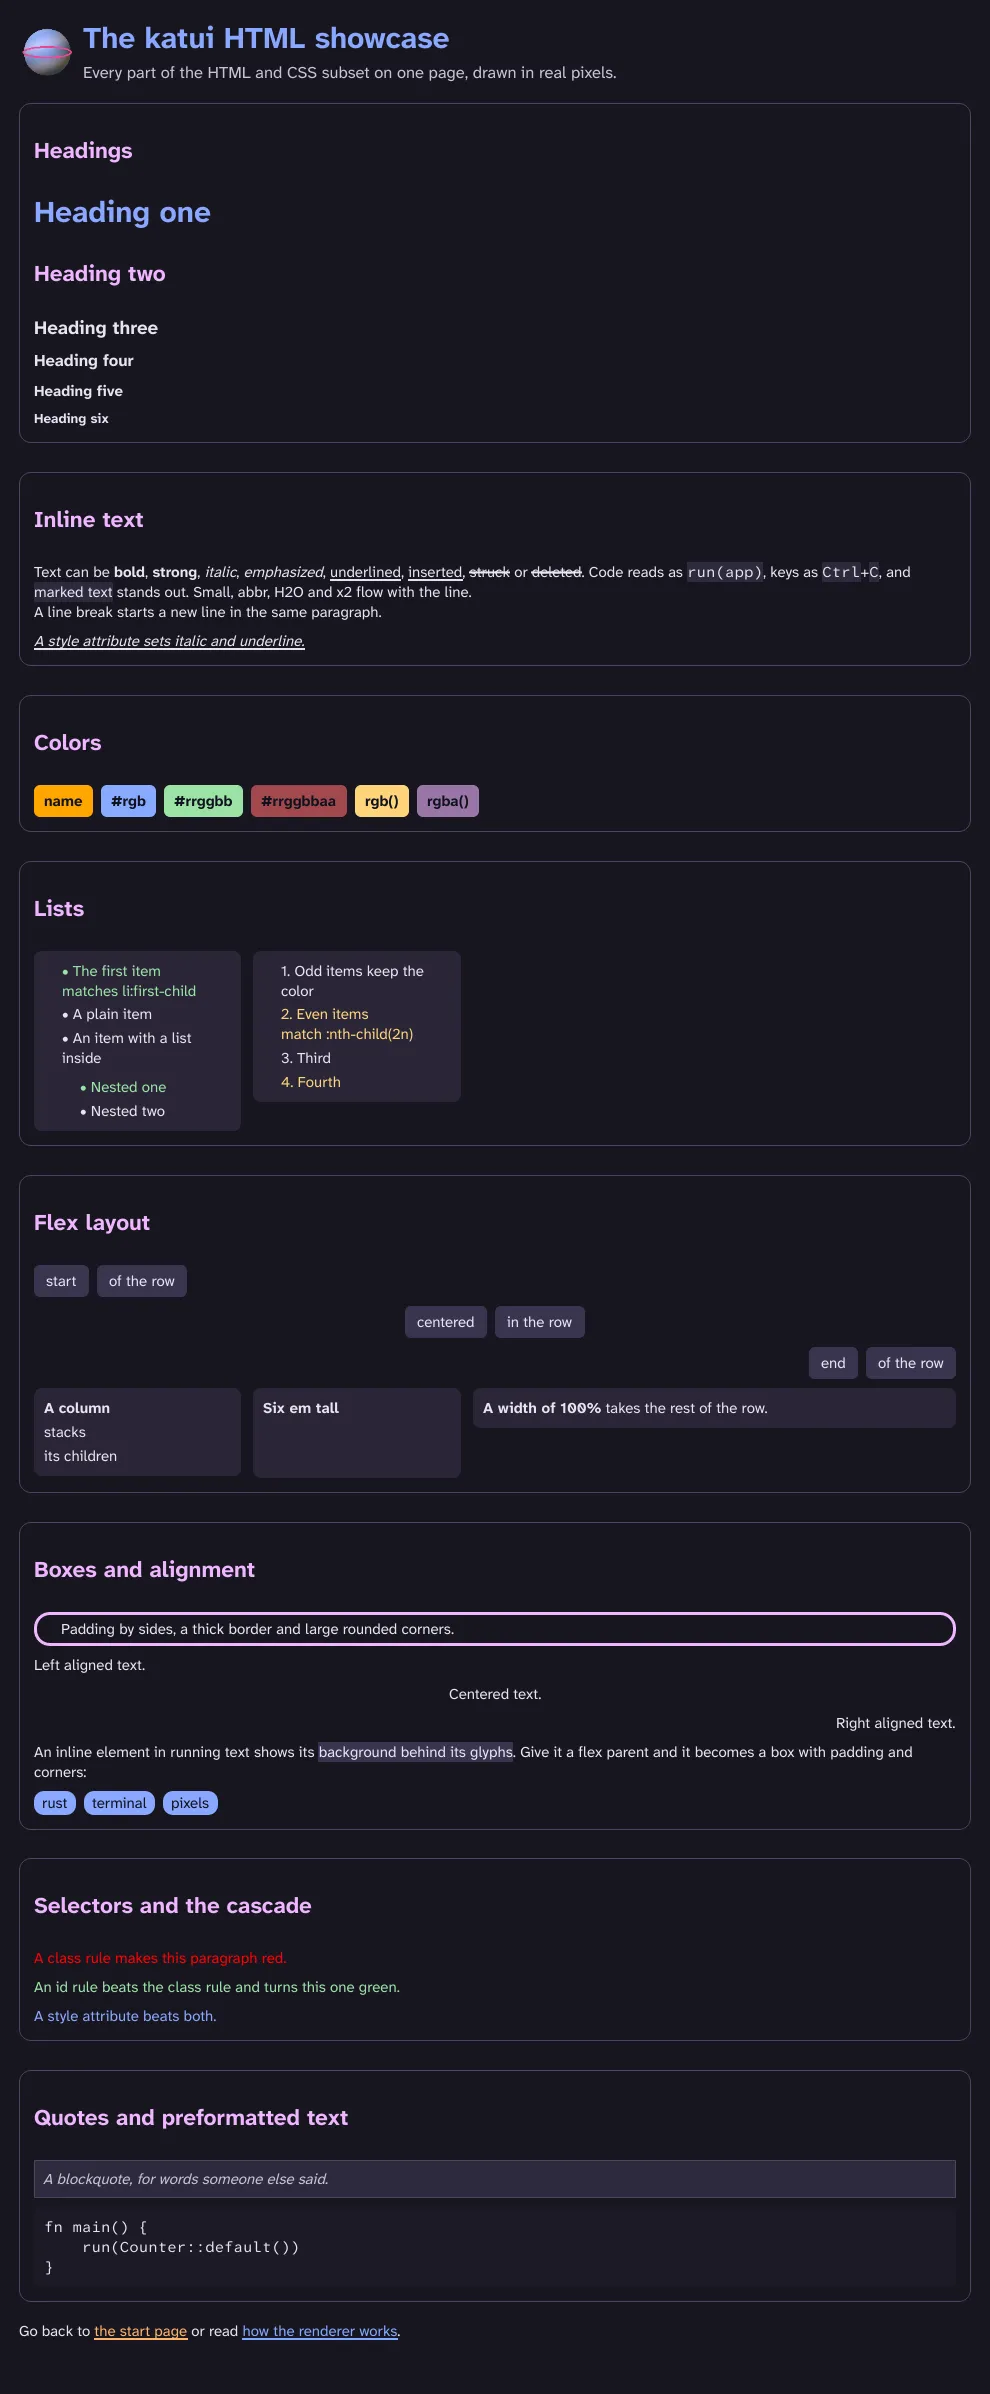 The katui HTML showcase
Every part of the HTML and CSS subset on one page, drawn in real pixels.
Headings
Heading one
Heading two
Heading three
Heading four
Heading five
Heading six
Inline text
Text can be bold, strong, italic, emphasized, underlined, inserted, struck or deleted. Code reads as run(app), keys as Ctrl+C, and
marked text stands out. Small, abbr, H2O and x2 flow with the line.
A line break starts a new line in the same paragraph.
A style attribute sets italic and underline.
Colors
name #rgb #rrggbb #rrggbbaa rgb() rgba()
Lists
• The first item
matches li:first-child
• A plain item
• An item with a list
inside
• Nested one
• Nested two
1. Odd items keep the
color
2. Even items
match :nth-child(2n)
3. Third
4. Fourth
Flex layout
start of the row
centered in the row
end of the row
A column
stacks
its children
Six em tall
A width of 100% takes the rest of the row.
Boxes and alignment
Padding by sides, a thick border and large rounded corners.
Left aligned text.
Centered text.
Right aligned text.
An inline element in running text shows its background behind its glyphs. Give it a flex parent and it becomes a box with padding and
corners:
rust terminal pixels
Selectors and the cascade
A class rule makes this paragraph red.
An id rule beats the class rule and turns this one green.
A style attribute beats both.
Quotes and preformatted text
A blockquote, for words someone else said.
fn main() {
    run(Counter::default())
}
Go back to the start page or read how the renderer works.